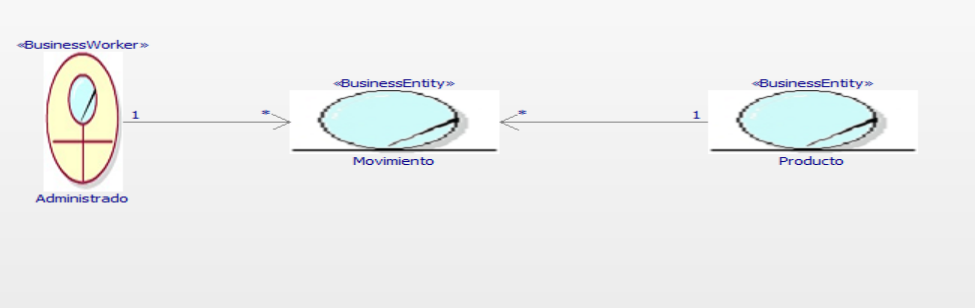 «BusinessWorker»
1
*
Administrado
«BusinessEntity»
Movimiento
*
1
«BusinessEntity»
Producto